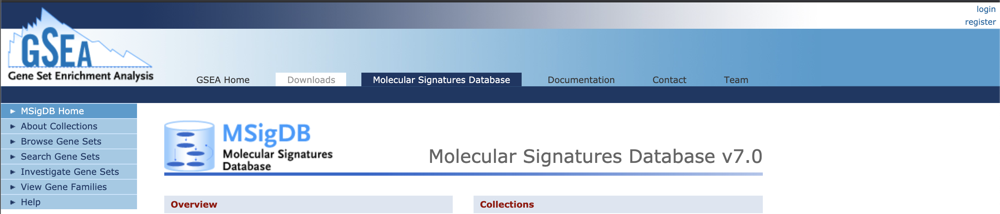 login
register
GSEA
Gene Set Enrichment Analysis
GSEA Home
Downloads
Molecular Signatures Database
Documentation
Contact
Team
MSigDB Home
About Collections
Browse Gene Sets
Search Gene Sets
Investigate Gene Sets
View Gene Families
Help
MSigDB
Molecular Signatures
Database
Molecular Signatures Database v7.0
Overview
Collections